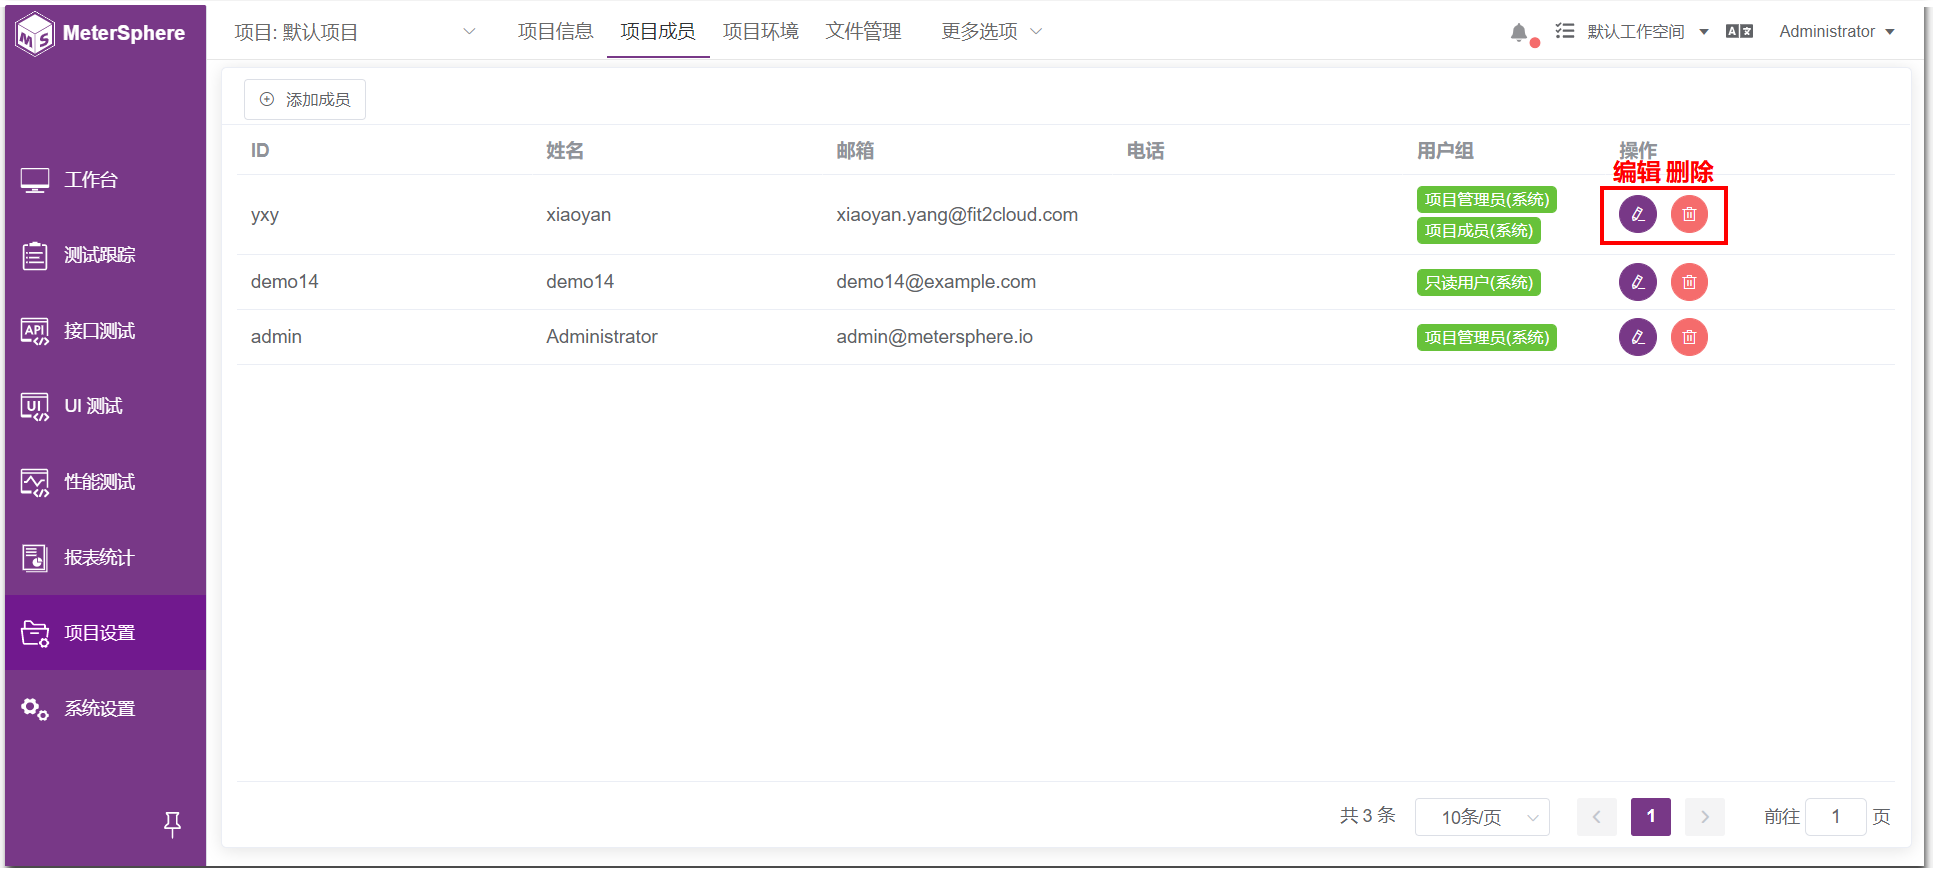 MeterSphere
项目: 默认项目
项目信息
项目成员
项目环境
文件管理
更多选项
默认工作空间
Administrator
工作台
测试跟踪
接口测试
UI 测试
性能测试
报表统计
项目设置
系统设置
添加成员
ID 姓名 邮箱 电话 用户组 操作
编辑 删除
yxy xiaoyan xiaoyan.yang@fit2cloud.com 项目管理员(系统)
项目成员(系统)
demo14 demo14 demo14@example.com 只读用户(系统)
admin Administrator admin@metersphere.io 项目管理员(系统)
共 3 条 10条/页 1 前往 1 页